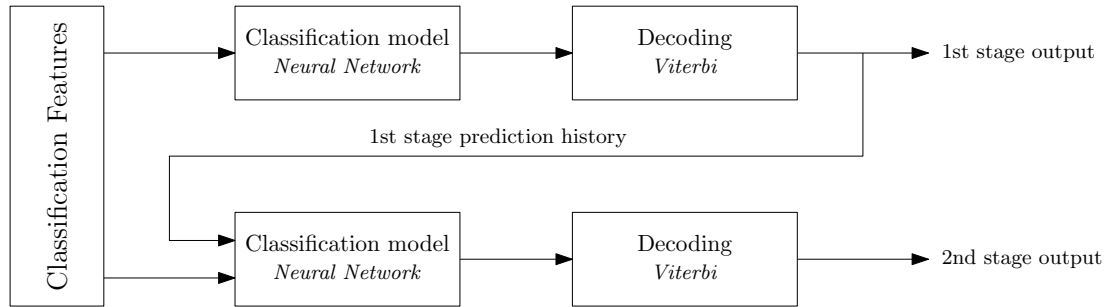 Classification Features
Classification model
Neural Network
Decoding
Viterbi
1st stage output
1st stage prediction history
Classification model
Neural Network
Decoding
Viterbi
2nd stage output